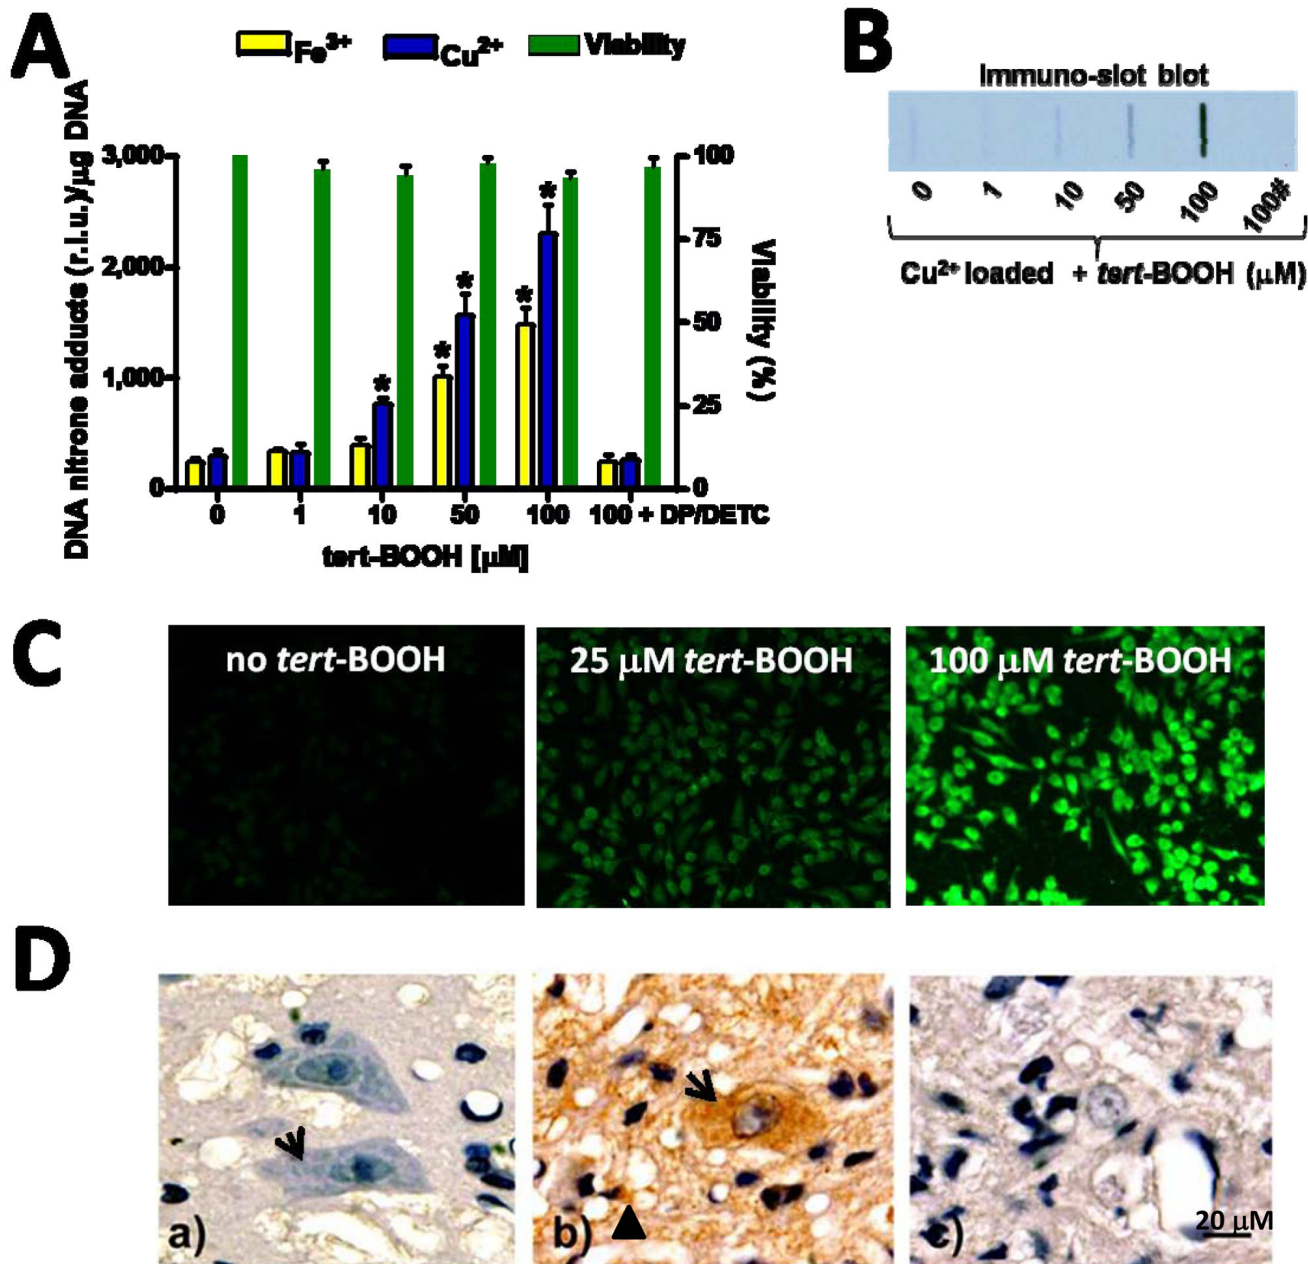 A
Fe3+ Cu2+ Viability
DNA nitrone adducts (r.l.u.)/μg DNA
3,000
2,000
1,000
0
100
75
50
25
0
Viability (%)
* * * * *
0 1 10 50 100 100 + DP/DETC
tert-BOOH [μM]
B
Immuno-slot blot
0 1 10 50 100 100#
Cu2+ loaded + tert-BOOH (μM)
C
no tert-BOOH
25 μM tert-BOOH
100 μM tert-BOOH
D
a)
b)
c)
20 μM